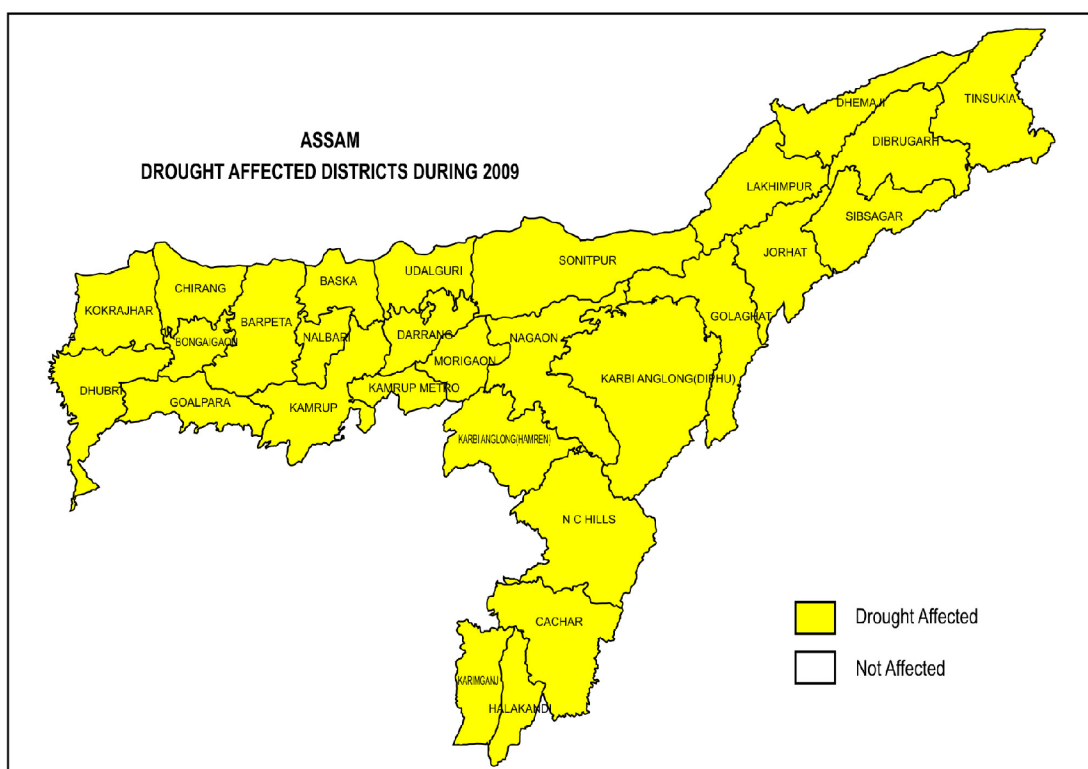 ASSAM
DROUGHT AFFECTED DISTRICTS DURING 2009
TINSUKIA
DHEMAJI
DIBRUGARH
LAKHIMPUR
SIBSAGAR
JORHAT
SONITPUR
UDALGURI
BASKA
CHIRANG
KOKRAJHAR
BARPETA
GOLAGHAT
BONGAIGAON
NALBARI
DARRANG
NAGAON
MORIGAON
KARBI ANGLONG(DIPHU)
DHUBRI
KAMRUP METRO
GOALPARA
KAMRUP
KARBI ANGLONG(HAMREN)
N C HILLS
CACHAR
KARIMGANJ
HALAKANDI
Drought Affected
Not Affected